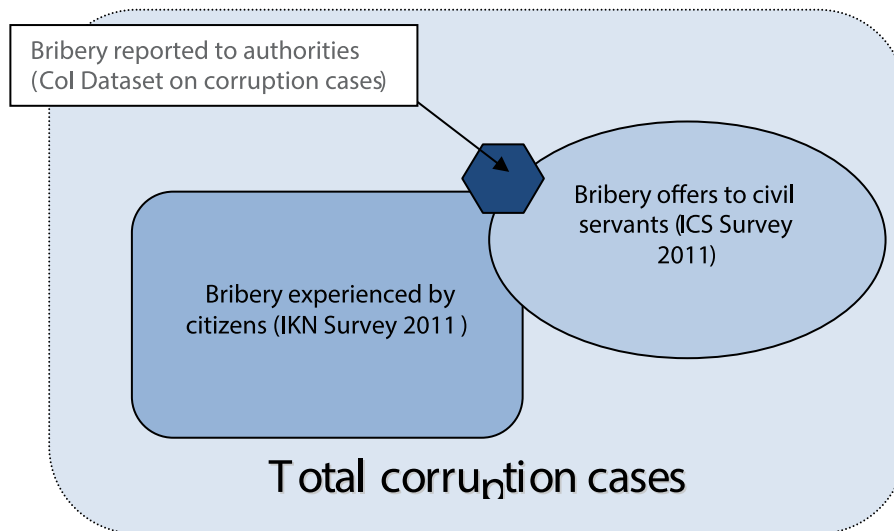 Bribery reported to authorities
(CoI Dataset on corruption cases)
Bribery offers to civil
servants (ICS Survey
2011)
Bribery experienced by
citizens (IKN Survey 2011 )
Total corruption cases